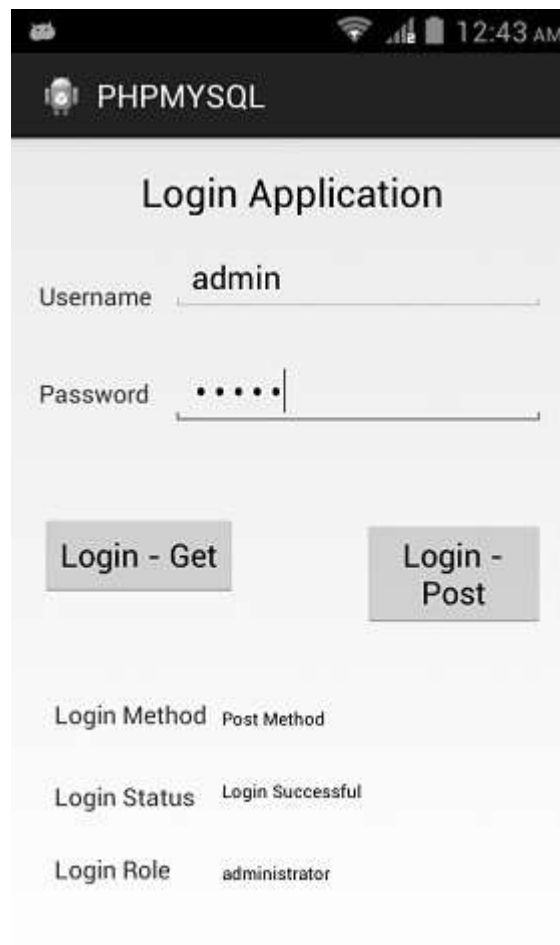 12:43 AM
PHPMYSQL
Login Application
Username admin
Password •••••
Login - Get
Login -
Post
Login Method Post Method
Login Status Login Successful
Login Role administrator